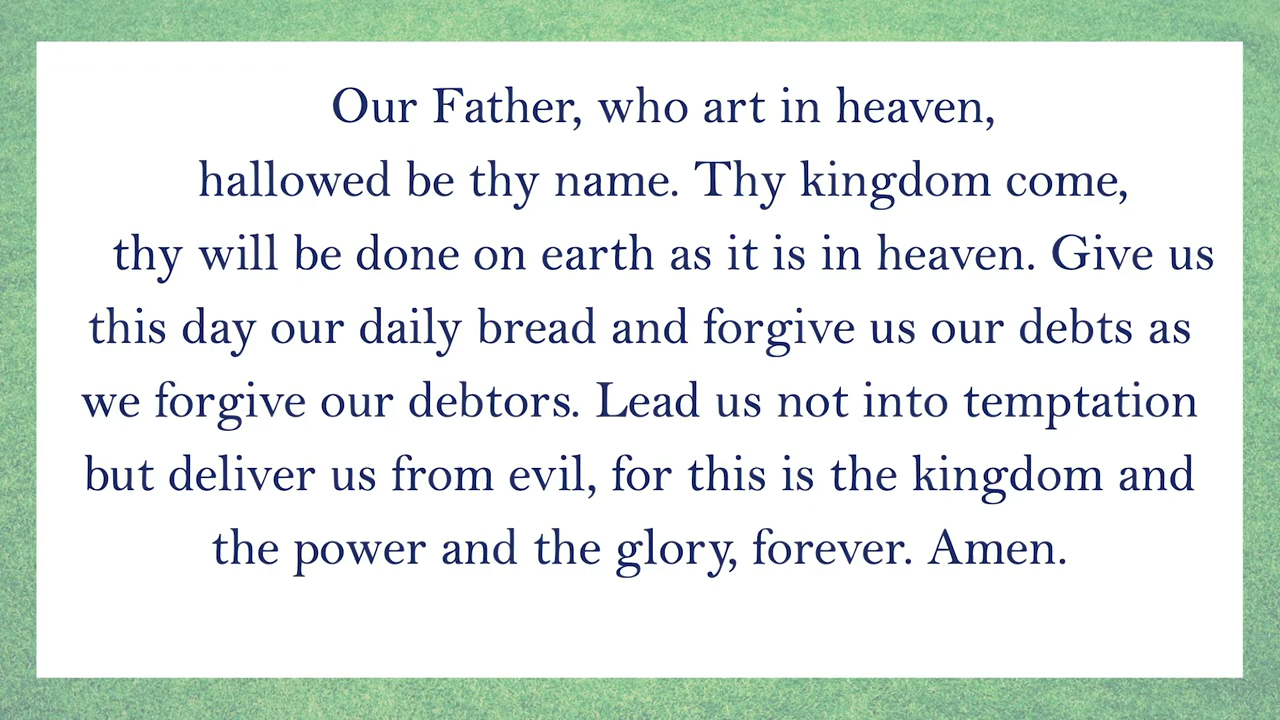 Our Father, who art in heaven,
hallowed be thy name. Thy kingdom come,
thy will be done on earth as it is in heaven. Give us
this day our daily bread and forgive us our debts as
we forgive our debtors. Lead us not into temptation
but deliver us from evil, for this is the kingdom and
the power and the glory, forever. Amen.